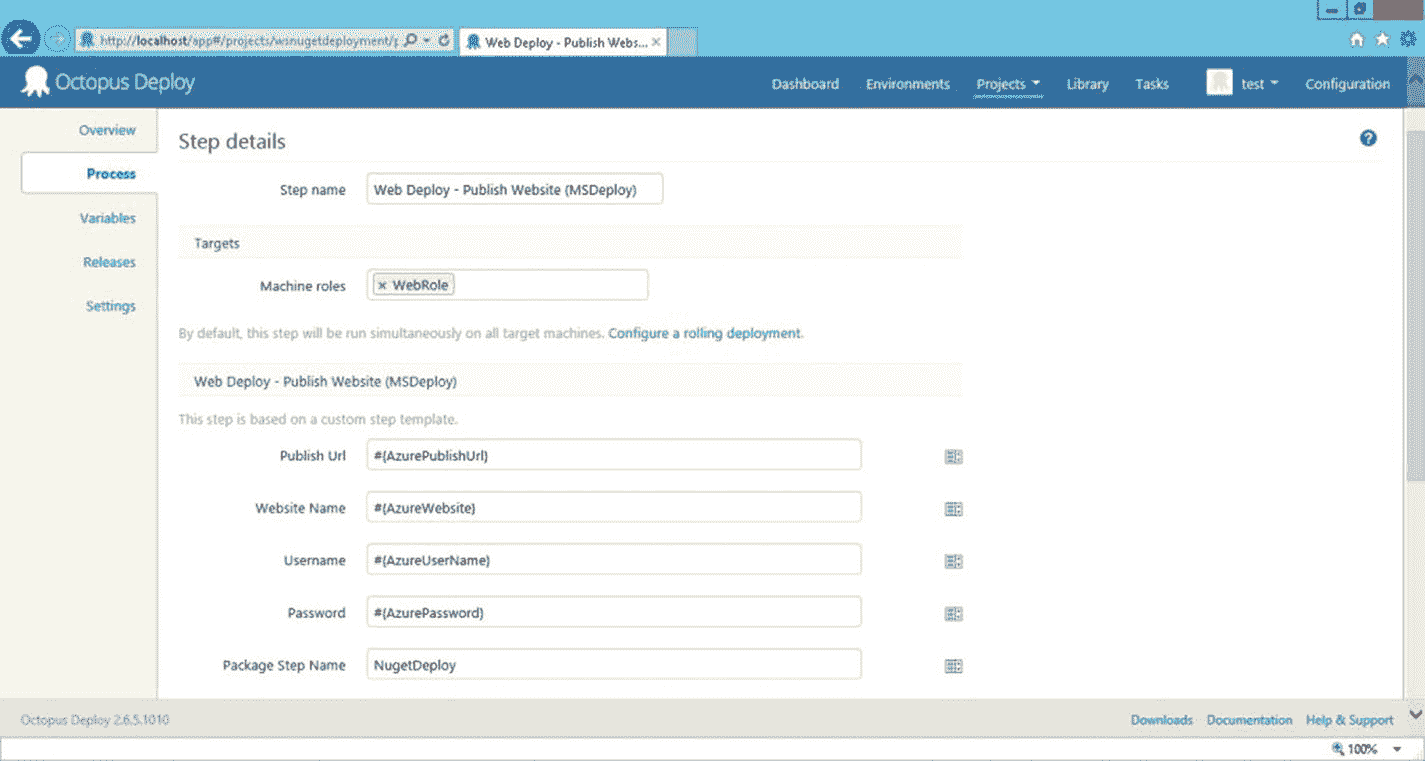 http://localhost/app#/projects/wsnugetdeployment/p
Web Deploy - Publish Webs...
Octopus Deploy
Dashboard Environments Projects Library Tasks test Configuration
Overview
Process
Variables
Releases
Settings
Step details
Step name Web Deploy - Publish Website (MSDeploy)
Targets
Machine roles × WebRole
By default, this step will be run simultaneously on all target machines. Configure a rolling deployment.
Web Deploy - Publish Website (MSDeploy)
This step is based on a custom step template.
Publish Url #{AzurePublishUrl}
Website Name #{AzureWebsite}
Username #{AzureUserName}
Password #{AzurePassword}
Package Step Name NugetDeploy
Octopus Deploy 2.6.5.1010
Downloads Documentation Help & Support
100%